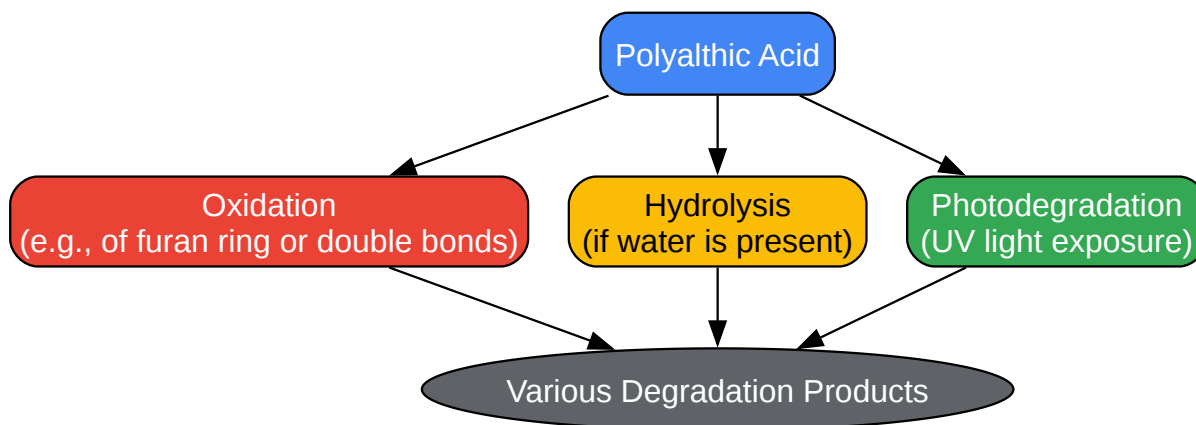 Polyalthic Acid
Oxidation
(e.g., of furan ring or double bonds)
Hydrolysis
(if water is present)
Photodegradation
(UV light exposure)
Various Degradation Products